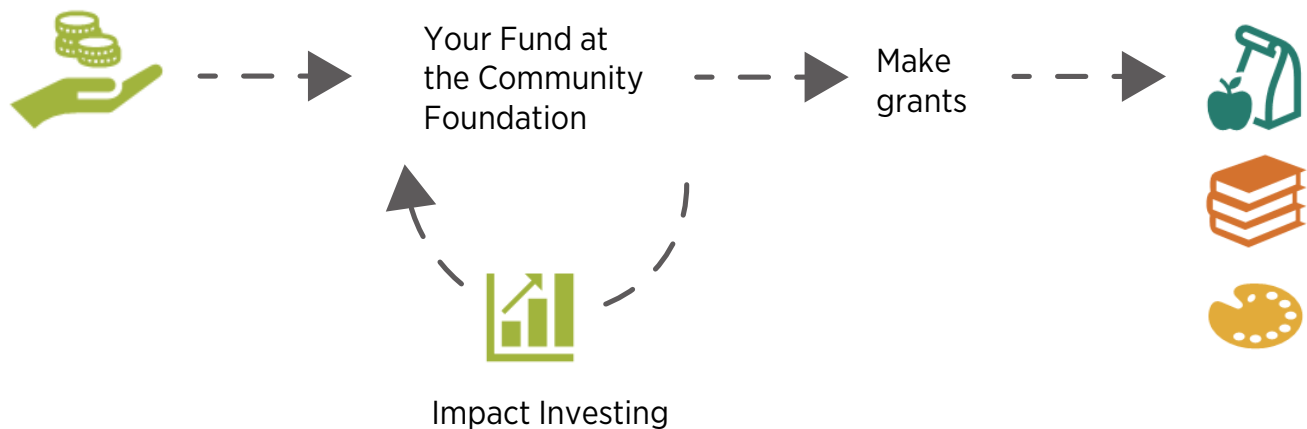 Your Fund at
the Community
Foundation
Make
grants
Impact Investing